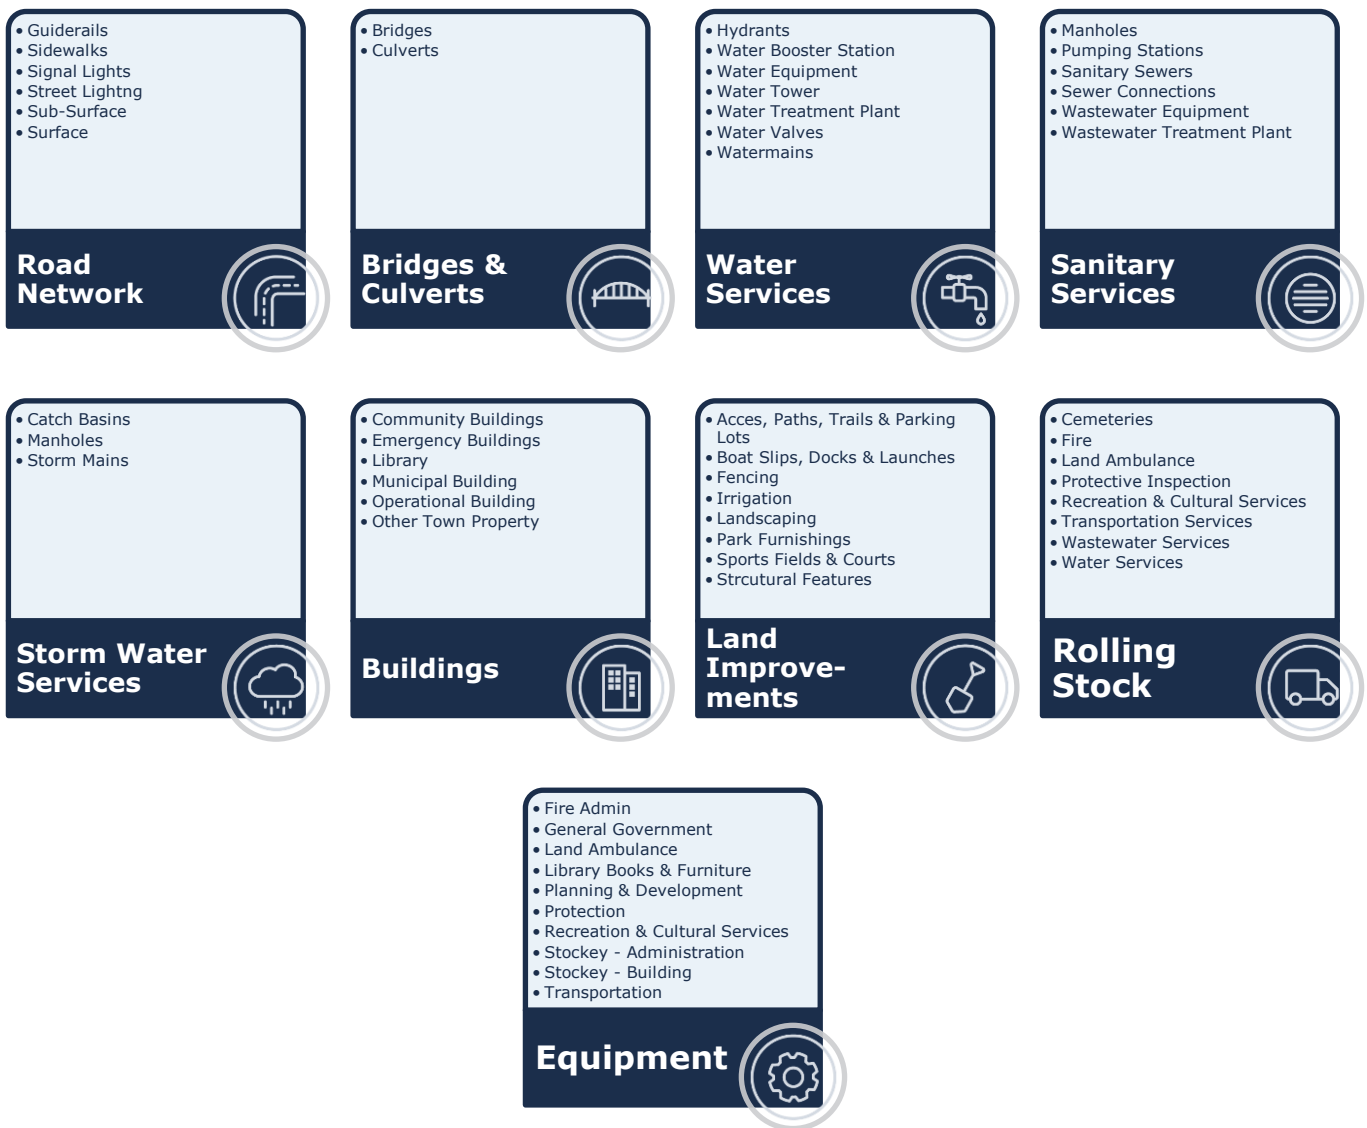 • Guiderails
• Sidewalks
• Signal Lights
• Street Lightng
• Sub-Surface
• Surface
Road
Network
• Bridges
• Culverts
Bridges &
Culverts
• Hydrants
• Water Booster Station
• Water Equipment
• Water Tower
• Water Treatment Plant
• Water Valves
• Watermains
Water
Services
• Manholes
• Pumping Stations
• Sanitary Sewers
• Sewer Connections
• Wastewater Equipment
• Wastewater Treatment Plant
Sanitary
Services
• Catch Basins
• Manholes
• Storm Mains
Storm Water
Services
• Community Buildings
• Emergency Buildings
• Library
• Municipal Building
• Operational Building
• Other Town Property
Buildings
• Acces, Paths, Trails & Parking
Lots
• Boat Slips, Docks & Launches
• Fencing
• Irrigation
• Landscaping
• Park Furnishings
• Sports Fields & Courts
• Strcutural Features
Land
Improve-
ments
• Cemeteries
• Fire
• Land Ambulance
• Protective Inspection
• Recreation & Cultural Services
• Transportation Services
• Wastewater Services
• Water Services
Rolling
Stock
• Fire Admin
• General Government
• Land Ambulance
• Library Books & Furniture
• Planning & Development
• Protection
• Recreation & Cultural Services
• Stockey - Administration
• Stockey - Building
• Transportation
Equipment